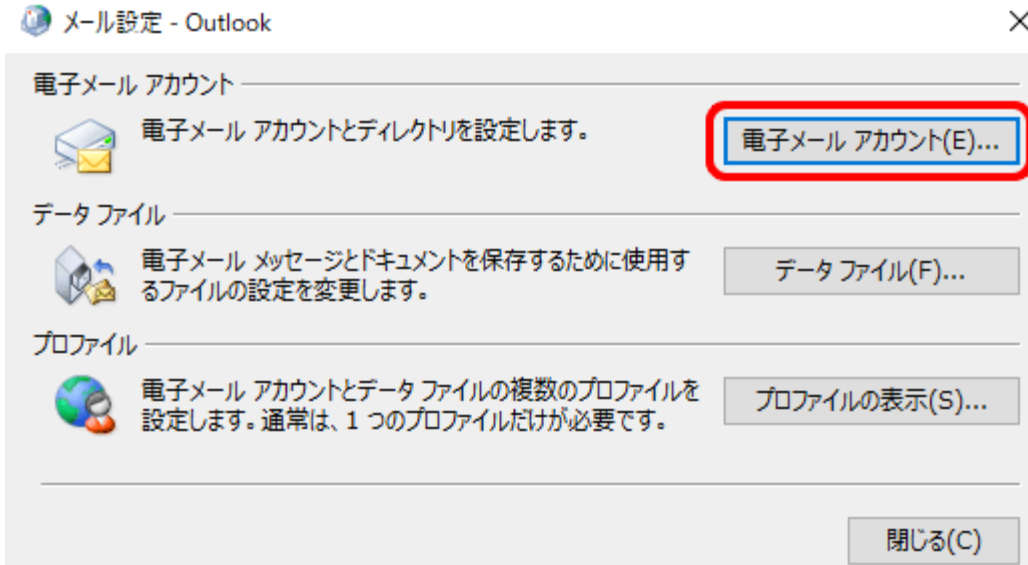 メール設定 - Outlook
電子メール アカウント
電子メール アカウントとディレクトリを設定します。
電子メール アカウント(E)...
データ ファイル
電子メール メッセージとドキュメントを保存するために使用す
るファイルの設定を変更します。
データ ファイル(F)...
プロファイル
電子メール アカウントとデータ ファイルの複数のプロファイルを
設定します。通常は、1 つのプロファイルだけが必要です。
プロファイルの表示(S)...
閉じる(C)